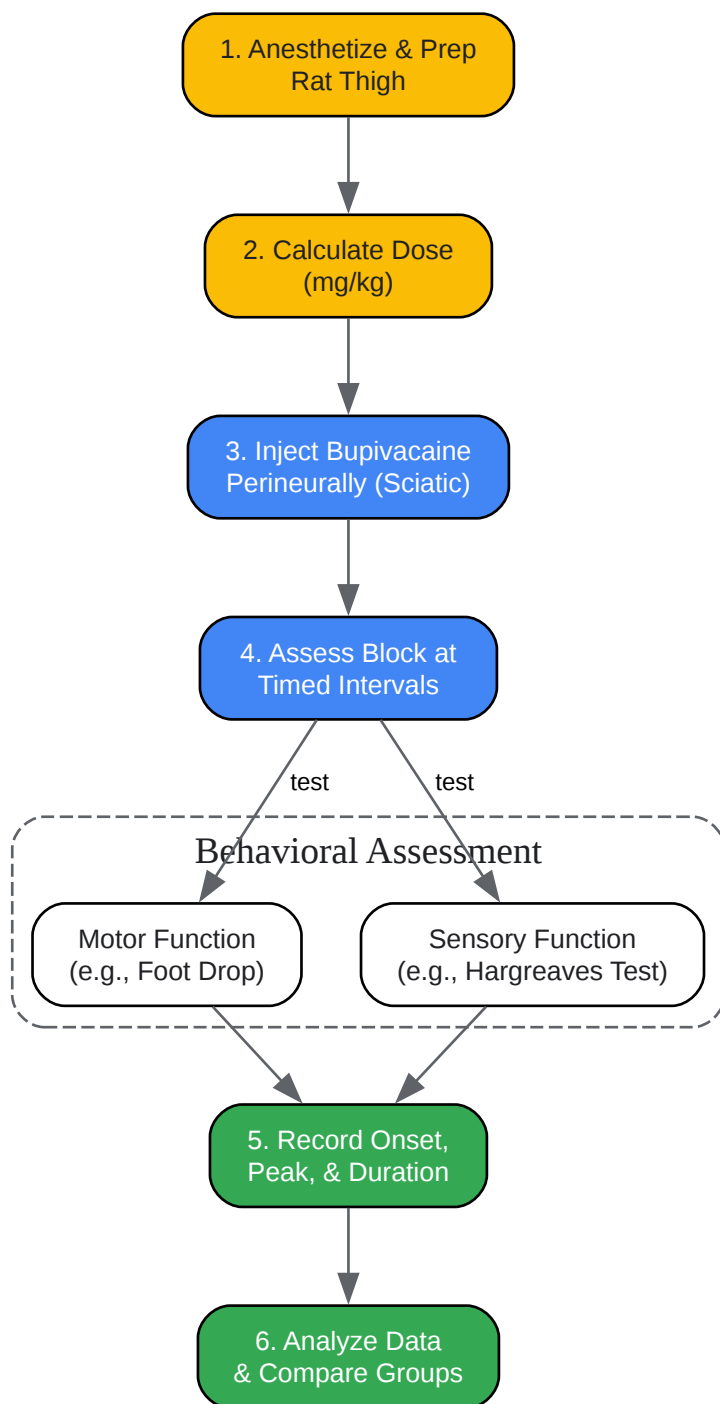 1. Anesthetize & Prep
Rat Thigh
2. Calculate Dose
(mg/kg)
3. Inject Bupivacaine
Perineurally (Sciatic)
4. Assess Block at
Timed Intervals
test
test
Behavioral Assessment
Motor Function
(e.g., Foot Drop)
Sensory Function
(e.g., Hargreaves Test)
5. Record Onset,
Peak, & Duration
6. Analyze Data
& Compare Groups